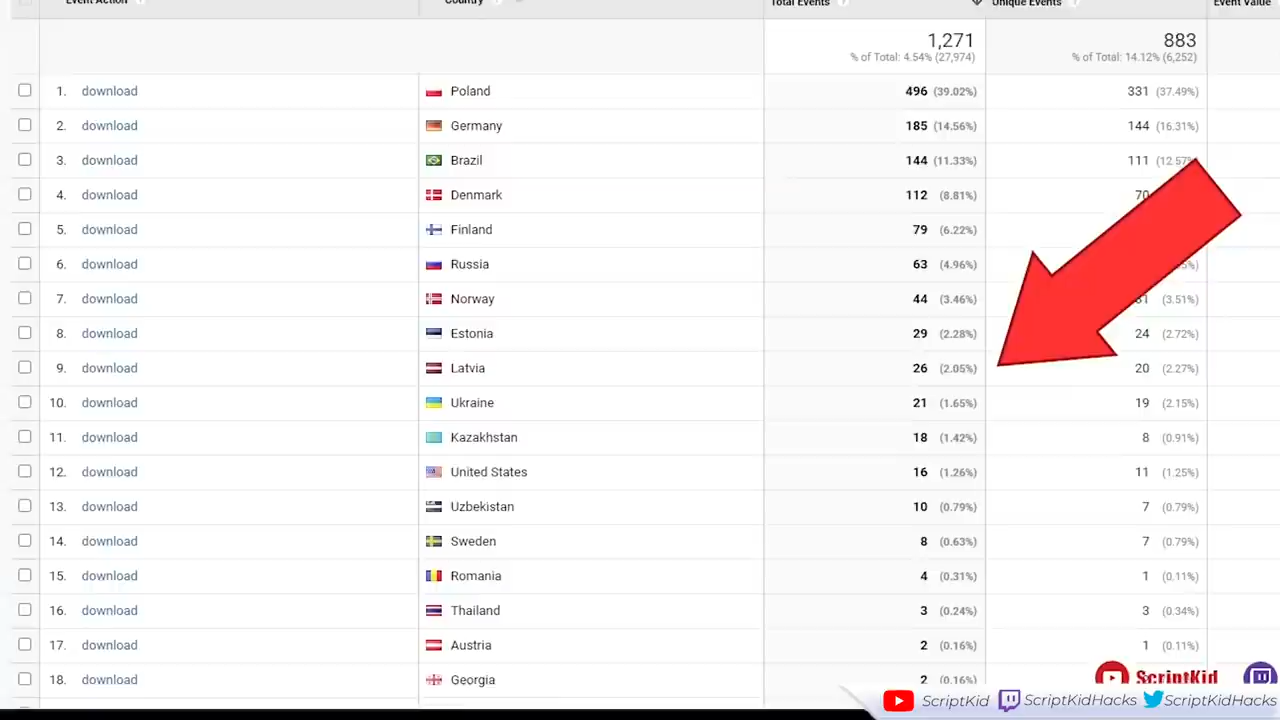 Event Action Country Total Events Unique Events Event Value
1,271 883
% of Total: 4.54% (27,974) % of Total: 14.12% (6,252)
1. download Poland 496 (39.02%) 331 (37.49%)
2. download Germany 185 (14.56%) 144 (16.31%)
3. download Brazil 144 (11.33%) 111 (12.57%)
4. download Denmark 112 (8.81%) 70
5. download Finland 79 (6.22%)
6. download Russia 63 (4.96%)
7. download Norway 44 (3.46%) (3.51%)
8. download Estonia 29 (2.28%) 24 (2.72%)
9. download Latvia 26 (2.05%) 20 (2.27%)
10. download Ukraine 21 (1.65%) 19 (2.15%)
11. download Kazakhstan 18 (1.42%) 8 (0.91%)
12. download United States 16 (1.26%) 11 (1.25%)
13. download Uzbekistan 10 (0.79%) 7 (0.79%)
14. download Sweden 8 (0.63%) 7 (0.79%)
15. download Romania 4 (0.31%) 1 (0.11%)
16. download Thailand 3 (0.24%) 3 (0.34%)
17. download Austria 2 (0.16%) 1 (0.11%)
18. download Georgia 2 (0.16%)
ScriptKid
ScriptKid ScriptKidHacks ScriptKidHacks